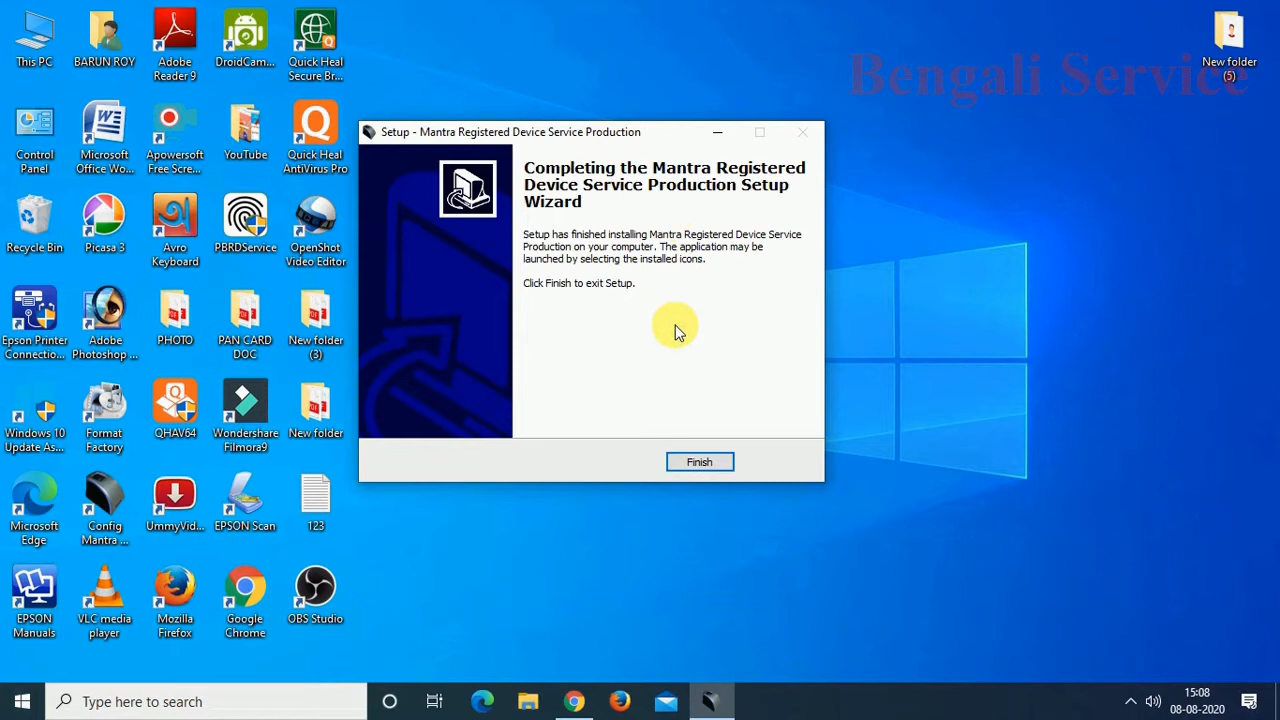 This PC
BARUN ROY
Adobe
Reader 9
DroidCam...
Quick Heal
Secure Br...
New folder
(5)
Bengali Service
Control
Panel
Microsoft
Office Wo...
Apowersoft
Free Scre...
YouTube
Quick Heal
AntiVirus Pro
Recycle Bin
Picasa 3
Avro
Keyboard
PBRDService
OpenShot
Video Editor
Epson Printer
Connectio...
Adobe
Photoshop ...
PHOTO
PAN CARD
DOC
New folder
(3)
Windows 10
Update As...
Format
Factory
QHAV64
Wondershare
Filmora9
New folder
Microsoft
Edge
Config
Mantra ...
UmmyVid...
EPSON Scan
123
EPSON
Manuals
VLC media
player
Mozilla
Firefox
Google
Chrome
OBS Studio
Setup - Mantra Registered Device Service Production
Completing the Mantra Registered
Device Service Production Setup
Wizard
Setup has finished installing Mantra Registered Device Service
Production on your computer. The application may be
launched by selecting the installed icons.
Click Finish to exit Setup.
Finish
Type here to search
15:08
08-08-2020